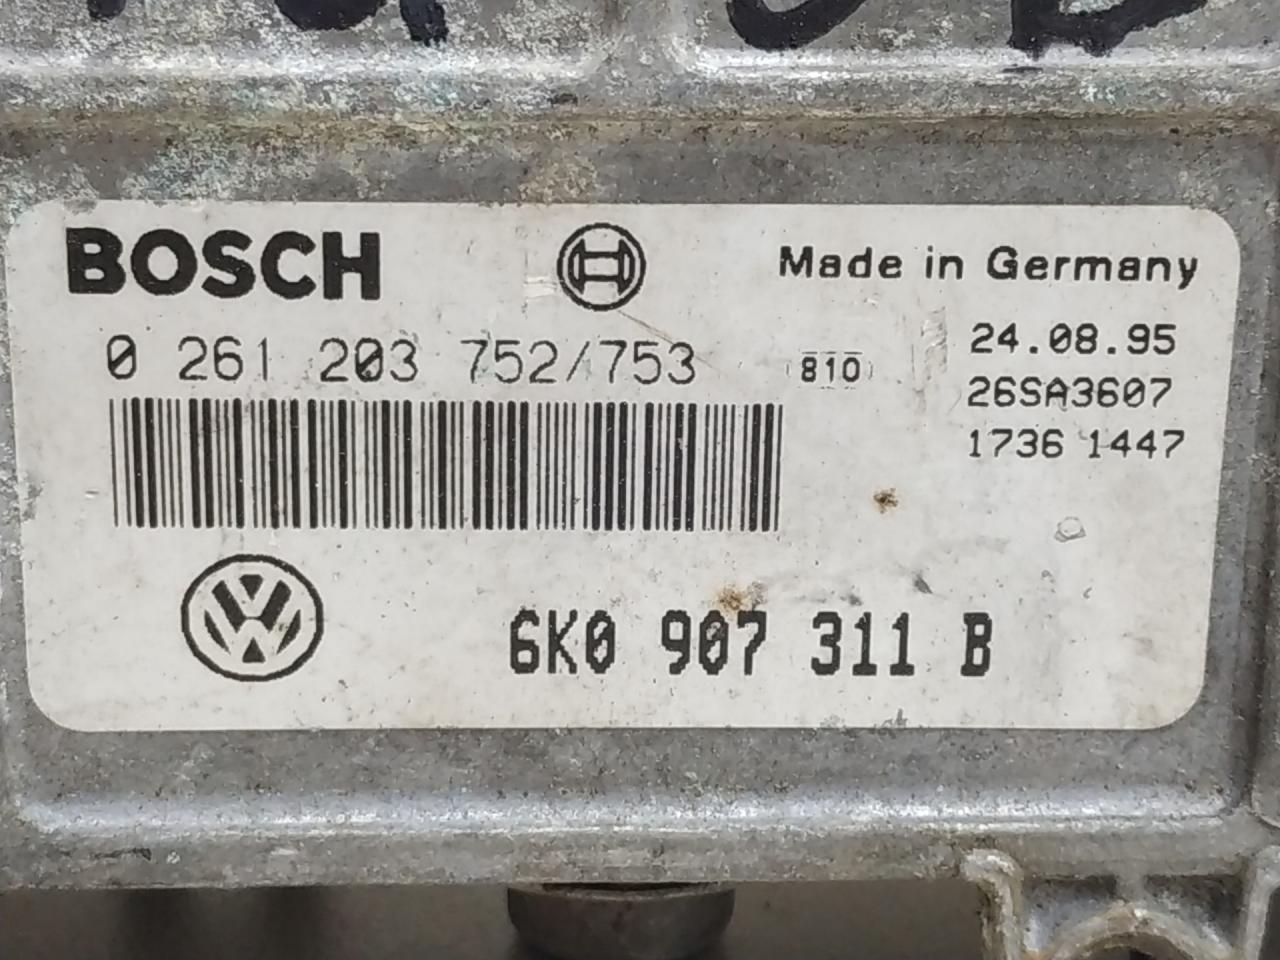 BOSCH
Made in Germany
0 261 203 752/753
810
24.08.95
26SA3607
1736 1447
6K0 907 311 B